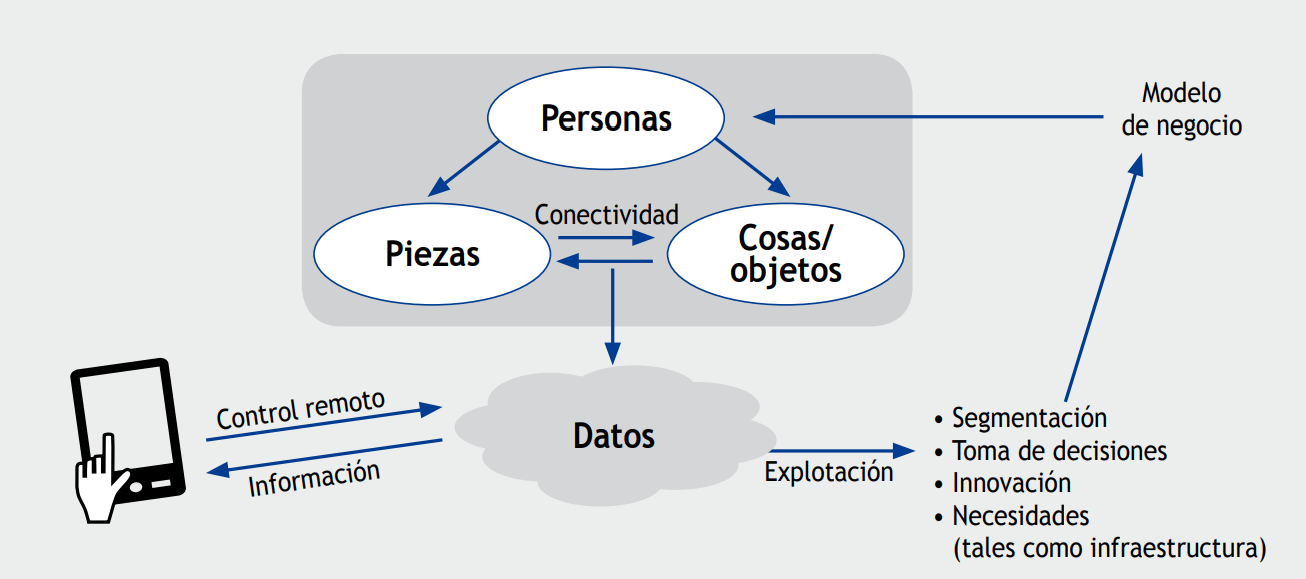 Personas
Modelo
de negocio
Conectividad
Piezas
Cosas/
objetos
Control remoto
Información
Datos
Explotación
• Segmentación
• Toma de decisiones
• Innovación
• Necesidades
(tales como infraestructura)